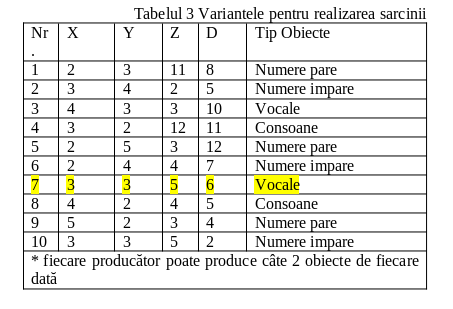 Tabelul 3 Variantele pentru realizarea sarcinii
Nr X Y Z D Tip Obiecte
.
1 2 3 11 8 Numere pare
2 3 4 2 5 Numere impare
3 4 3 3 10 Vocale
4 3 2 12 11 Consoane
5 2 5 3 12 Numere pare
6 2 4 4 7 Numere impare
7 3 3 5 6 Vocale
8 4 2 4 5 Consoane
9 5 2 3 4 Numere pare
10 3 3 5 2 Numere impare
* fiecare producător poate produce câte 2 obiecte de fiecare
dată